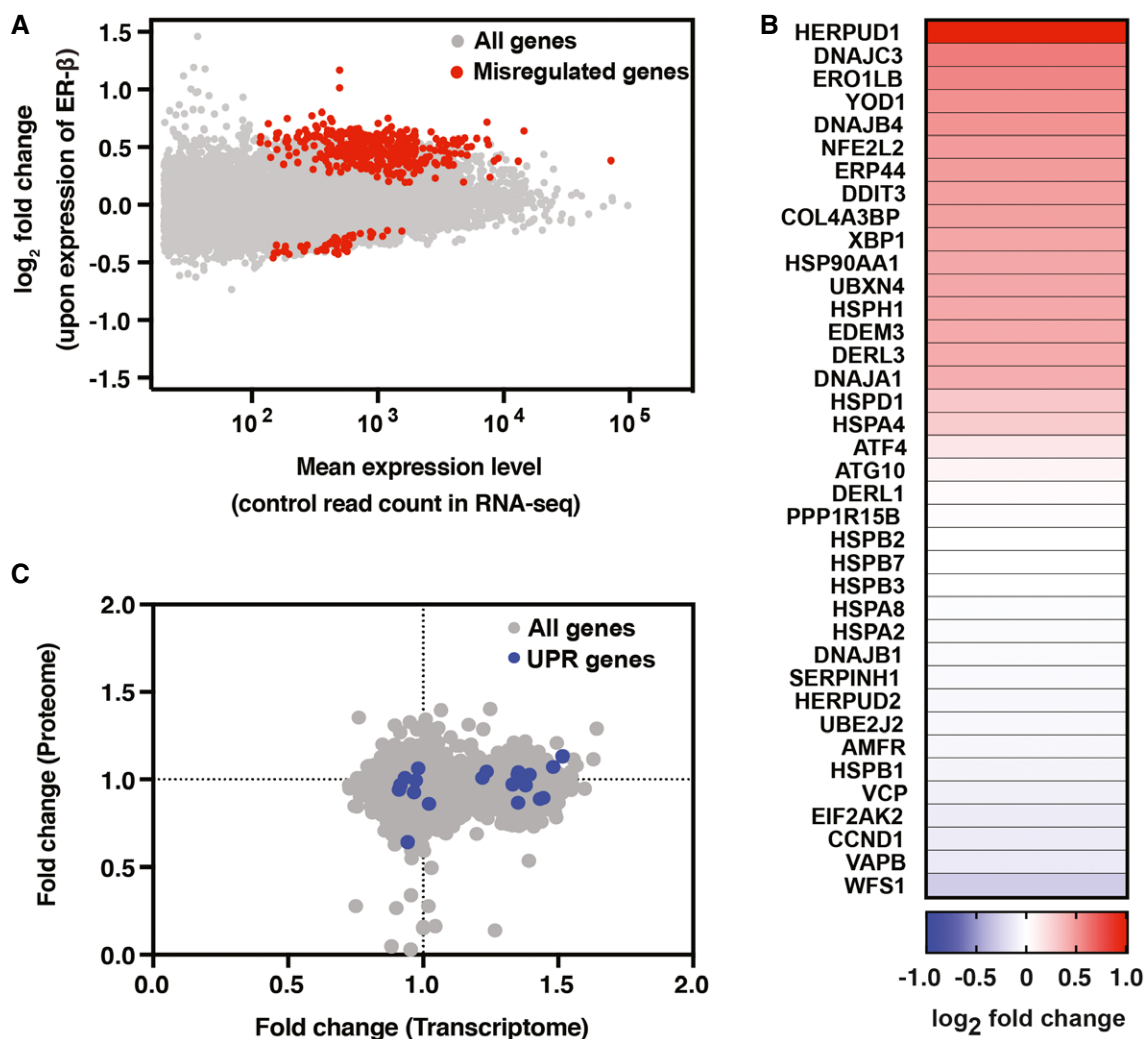 A
log2 fold change
(upon expression of ER-β)
1.5
1.0
0.5
0.0
-0.5
-1.0
-1.5
All genes
Misregulated genes
10^2
10^3
10^4
10^5
Mean expression level
(control read count in RNA-seq)
B
HERPUD1
DNAJC3
ERO1LB
YOD1
DNAJB4
NFE2L2
ERP44
DDIT3
COL4A3BP
XBP1
HSP90AA1
UBXN4
HSPH1
EDEM3
DERL3
DNAJA1
HSPD1
HSPA4
ATF4
ATG10
DERL1
PPP1R15B
HSPB2
HSPB7
HSPB3
HSPA8
HSPA2
DNAJB1
SERPINH1
HERPUD2
UBE2J2
AMFR
HSPB1
VCP
EIF2AK2
CCND1
VAPB
WFS1
-1.0 -0.5 0 0.5 1.0
log2 fold change
C
Fold change (Proteome)
2.0
1.5
1.0
0.5
0.0
All genes
UPR genes
0.0 0.5 1.0 1.5 2.0
Fold change (Transcriptome)